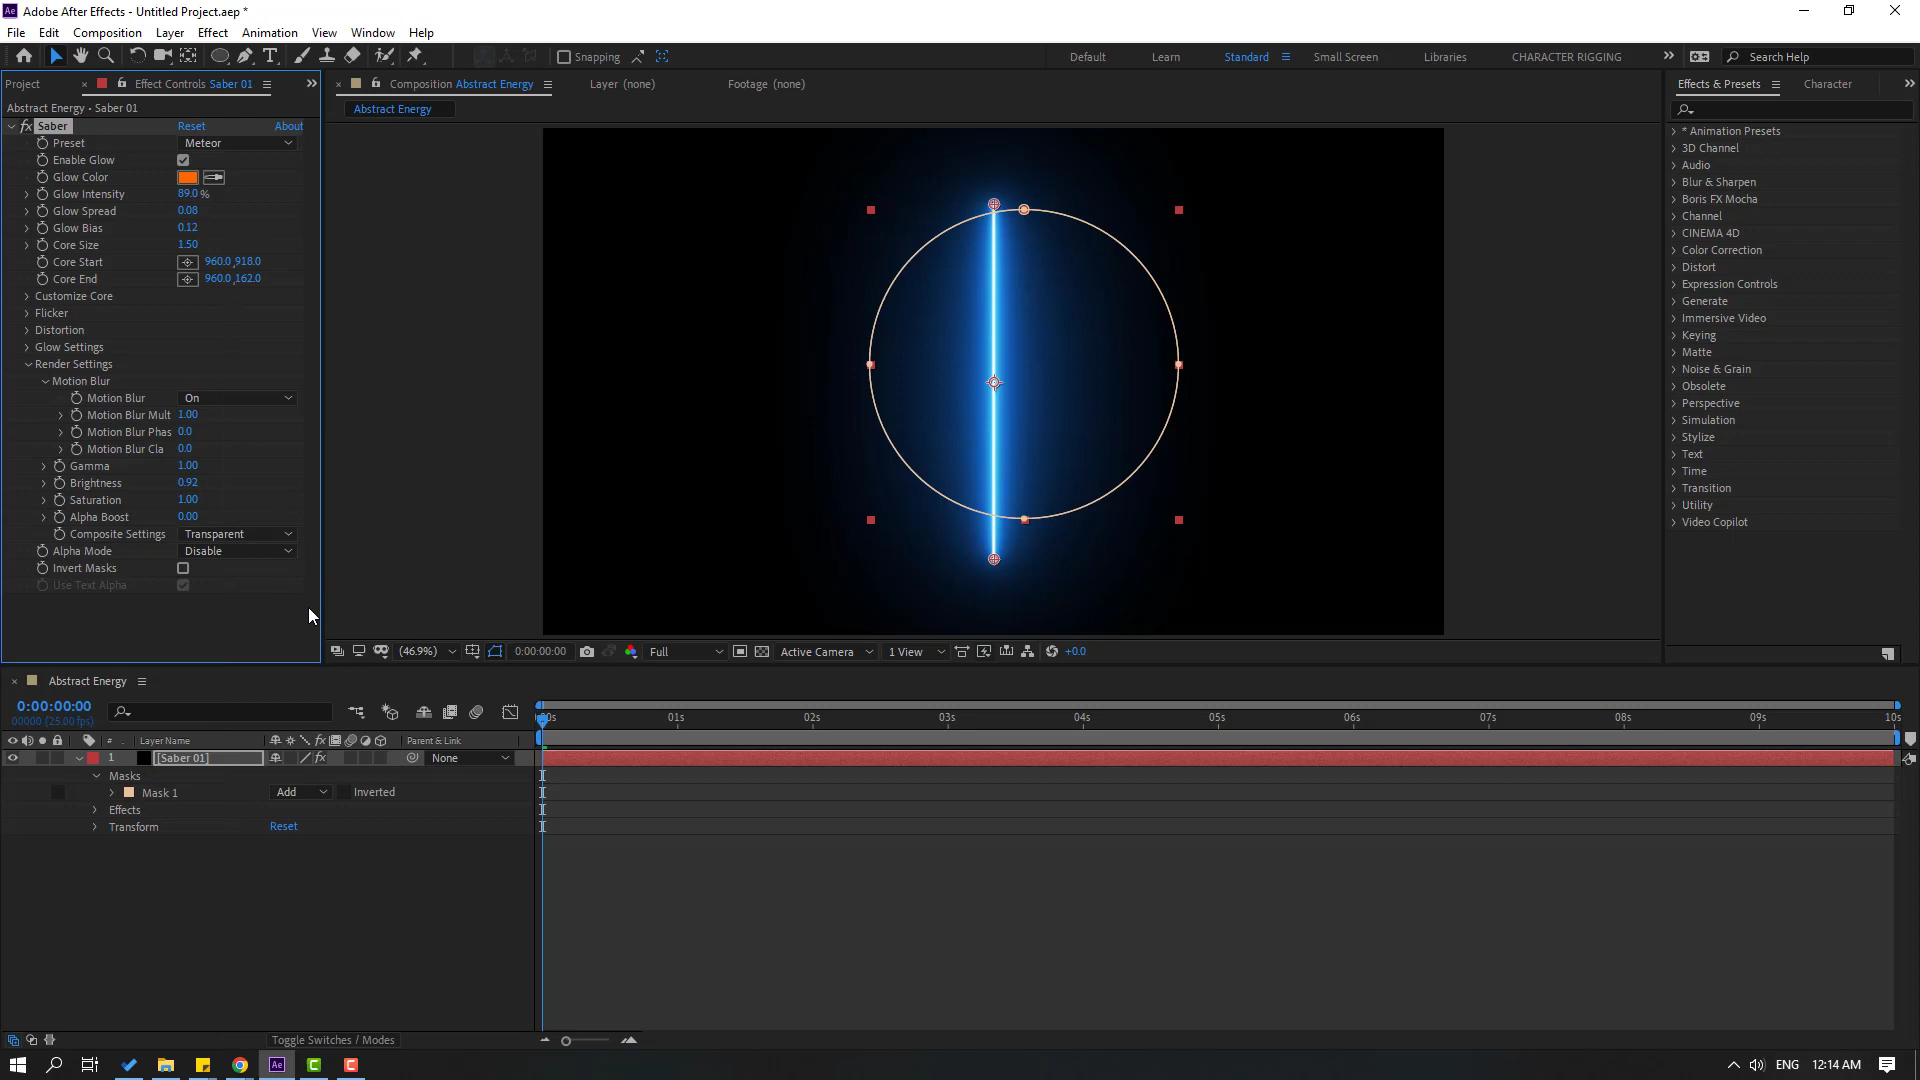 Adobe After Effects - Untitled Project.aep *
File Edit Composition Layer Effect Animation View Window Help
Snapping Default Learn Standard Small Screen Libraries CHARACTER RIGGING Search Help
Project Effect Controls Saber 01 Composition Abstract Energy Layer (none) Footage (none) Effects & Presets Character
Abstract Energy • Saber 01
Abstract Energy
fx Saber Reset About
Preset Meteor
Enable Glow
Glow Color
Glow Intensity 89.0 %
Glow Spread 0.08
Glow Bias 0.12
Core Size 1.50
Core Start 960.0 ,918.0
Core End 960.0 ,162.0
Customize Core
Flicker
Distortion
Glow Settings
Render Settings
Motion Blur
Motion Blur On
Motion Blur Mult 1.00
Motion Blur Phas 0.0
Motion Blur Cla 0.0
Gamma 1.00
Brightness 0.92
Saturation 1.00
Alpha Boost 0.00
Composite Settings Transparent
Alpha Mode Disable
Invert Masks
Use Text Alpha
* Animation Presets
3D Channel
Audio
Blur & Sharpen
Boris FX Mocha
Channel
CINEMA 4D
Color Correction
Distort
Expression Controls
Generate
Immersive Video
Keying
Matte
Noise & Grain
Obsolete
Perspective
Simulation
Stylize
Text
Time
Transition
Utility
Video Copilot
(46.9%) 0:00:00:00 Full Active Camera 1 View +0.0
Abstract Energy
0:00:00:00
00000 (25.00 fps)
01s 02s 03s 04s 05s 06s 07s 08s 09s 10s
# Layer Name fx Parent & Link
1 [Saber 01] fx None
Masks
Mask 1 Add Inverted
Effects
Transform Reset
Toggle Switches / Modes
Ae ENG 12:14 AM